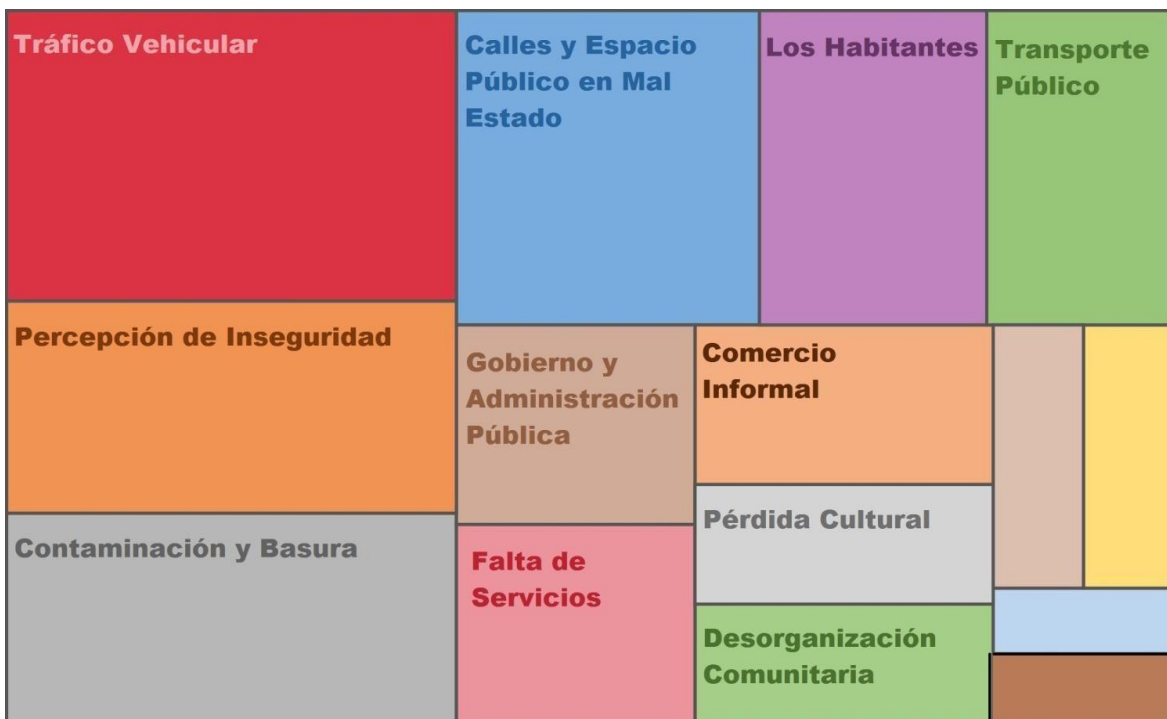 Tráfico Vehicular
Calles y Espacio
Público en Mal
Estado
Los Habitantes
Transporte
Público
Percepción de Inseguridad
Gobierno y
Administración
Pública
Comercio
Informal
Contaminación y Basura
Falta de
Servicios
Pérdida Cultural
Desorganización
Comunitaria